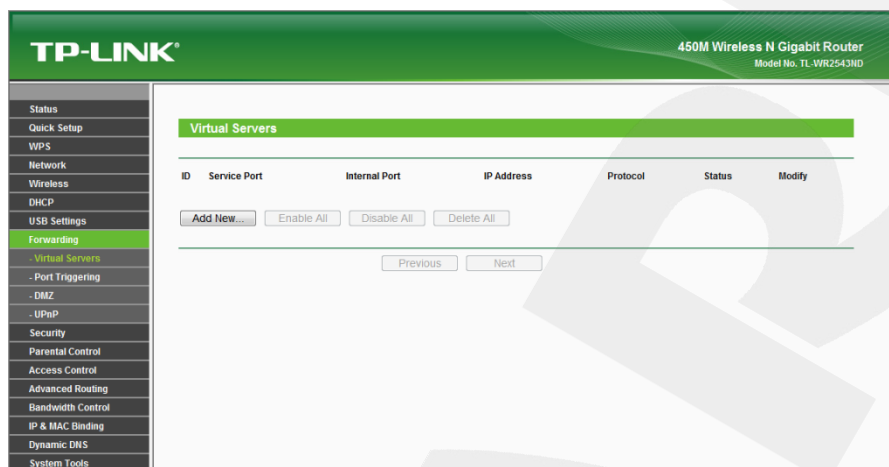 TP-LINK®
450M Wireless N Gigabit Router
Model No. TL-WR2543ND
Status
Quick Setup
WPS
Network
Wireless
DHCP
USB Settings
Forwarding
- Virtual Servers
- Port Triggering
- DMZ
- UPnP
Security
Parental Control
Access Control
Advanced Routing
Bandwidth Control
IP & MAC Binding
Dynamic DNS
System Tools
Virtual Servers
ID Service Port Internal Port IP Address Protocol Status Modify
Add New... Enable All Disable All Delete All
Previous Next